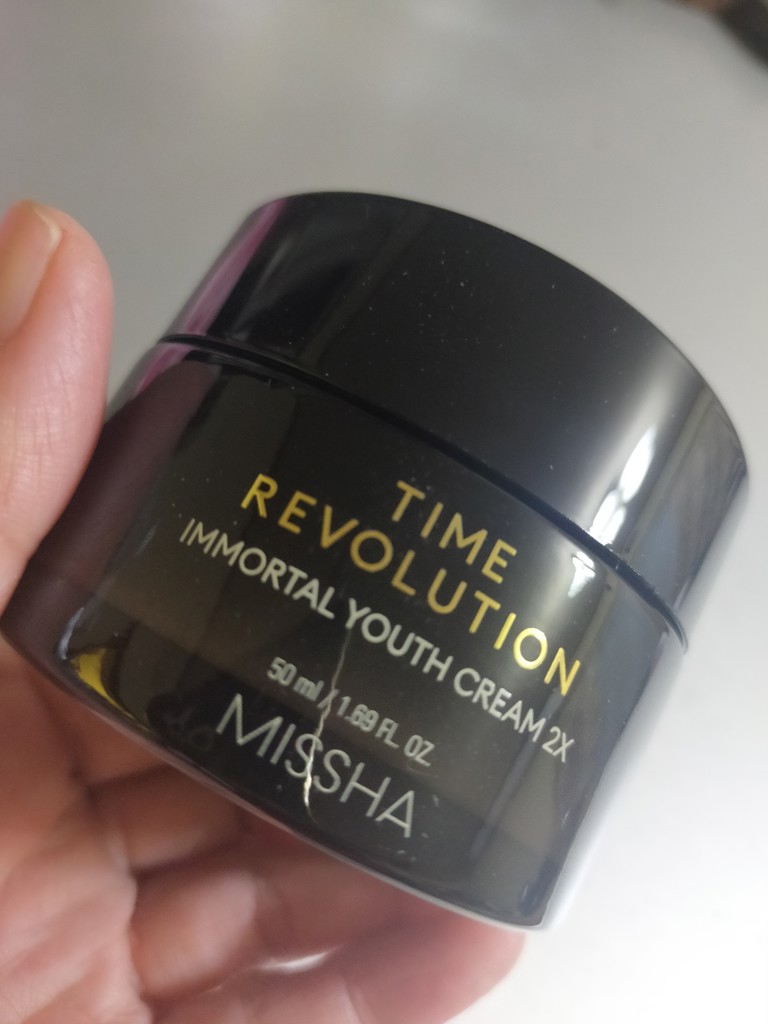 TIME
REVOLUTION
IMMORTAL YOUTH CREAM 2X
50 ml / 1.69 FL. OZ
MISSHA